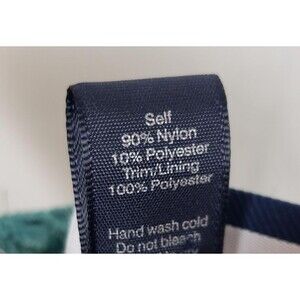 Self
90% Nylon
10% Polyester
Trim/Lining
100% Polyester
Hand wash cold
Do not bleach